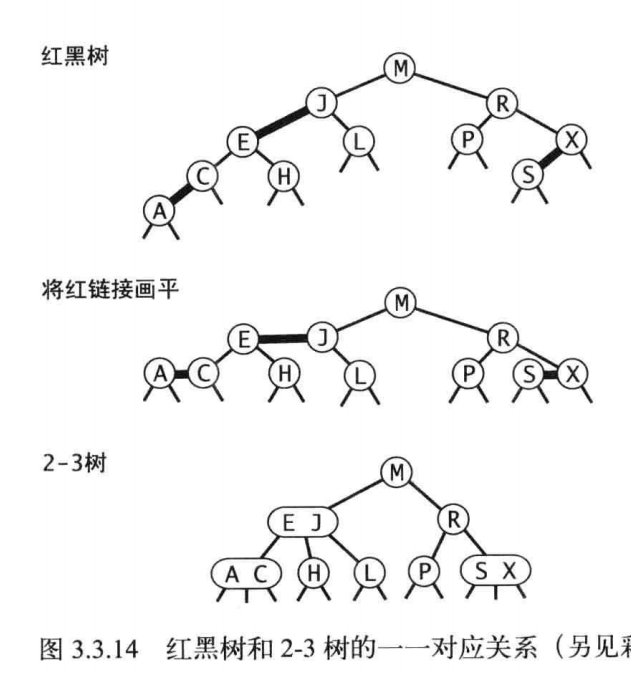 红黑树
M
J R
E L P X
C H S
A
将红链接画平
M
E J R
A C H L P S X
2-3树
M
E J R
A C H L P S X
图 3.3.14 红黑树和 2-3 树的一一对应关系（另见彩